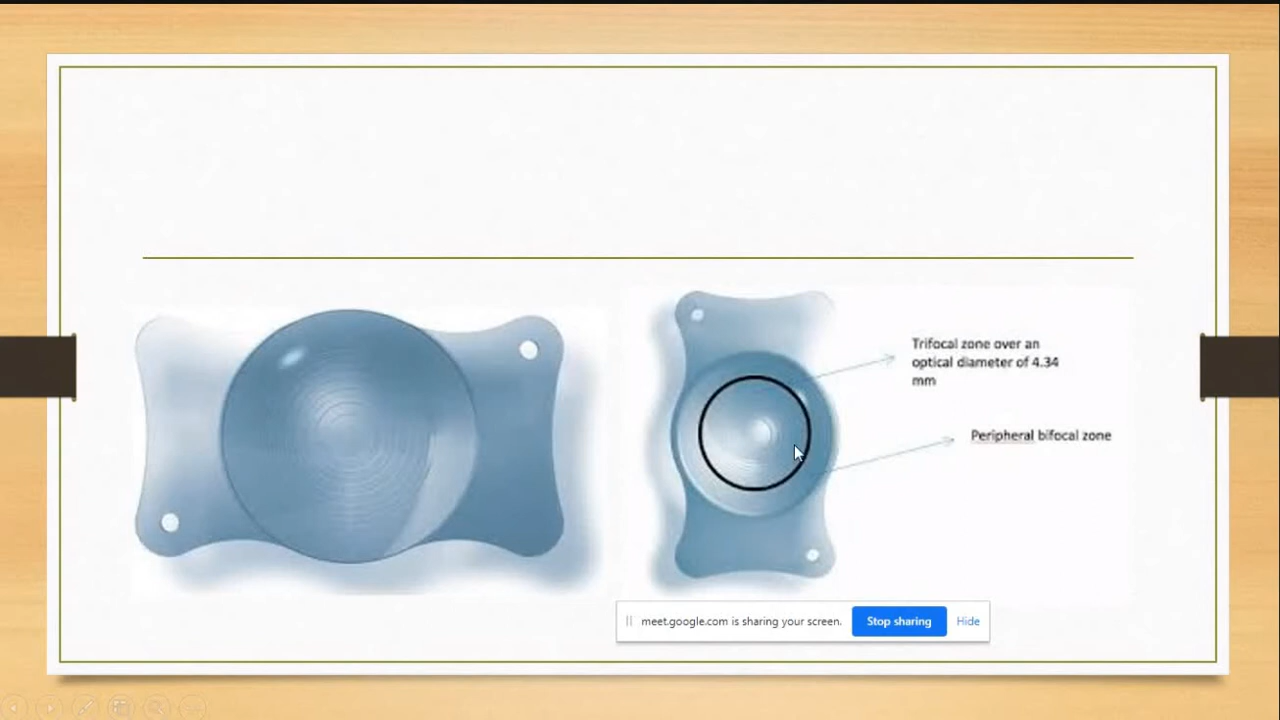 Trifocal zone over an
optical diameter of 4.34
mm
Peripheral bifocal zone
meet.google.com is sharing your screen.
Stop sharing
Hide